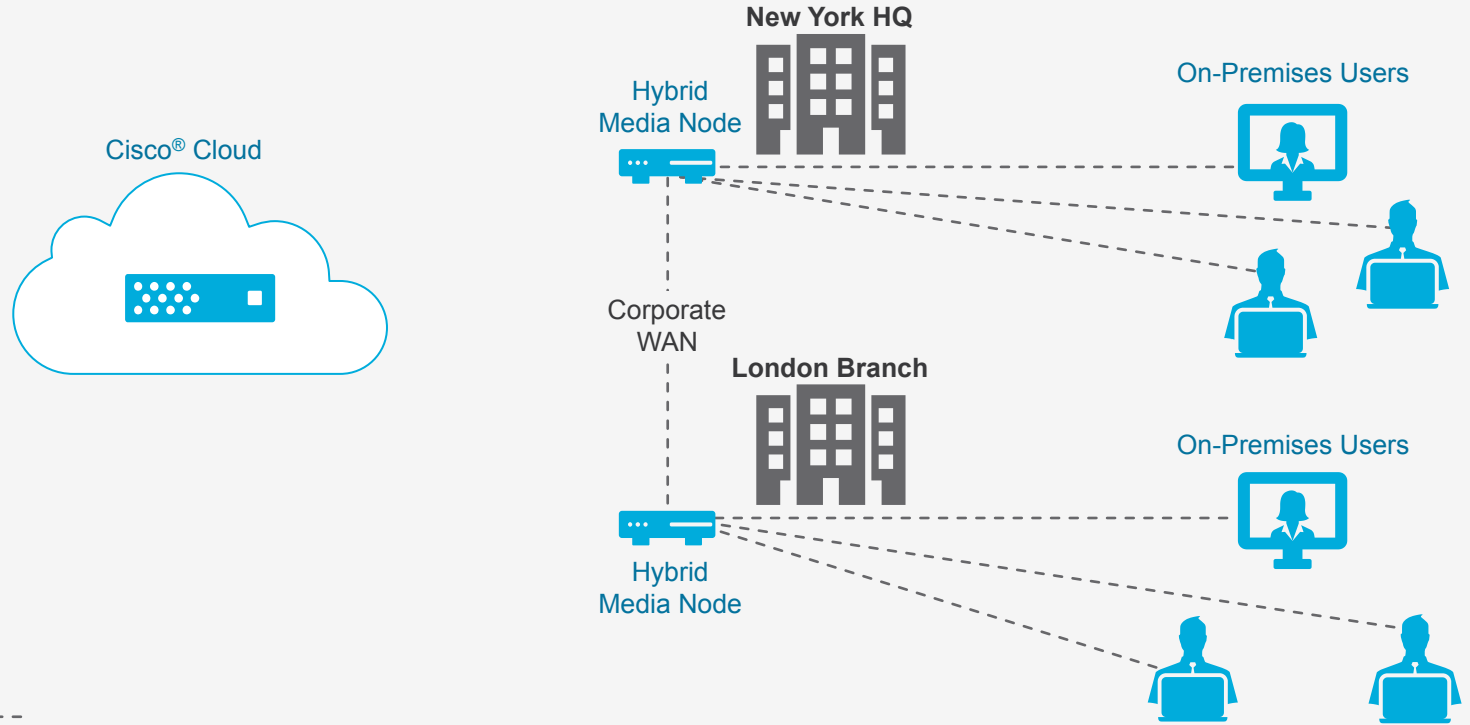 New York HQ
On-Premises Users
Hybrid
Media Node
Cisco® Cloud
Corporate
WAN
London Branch
On-Premises Users
Hybrid
Media Node